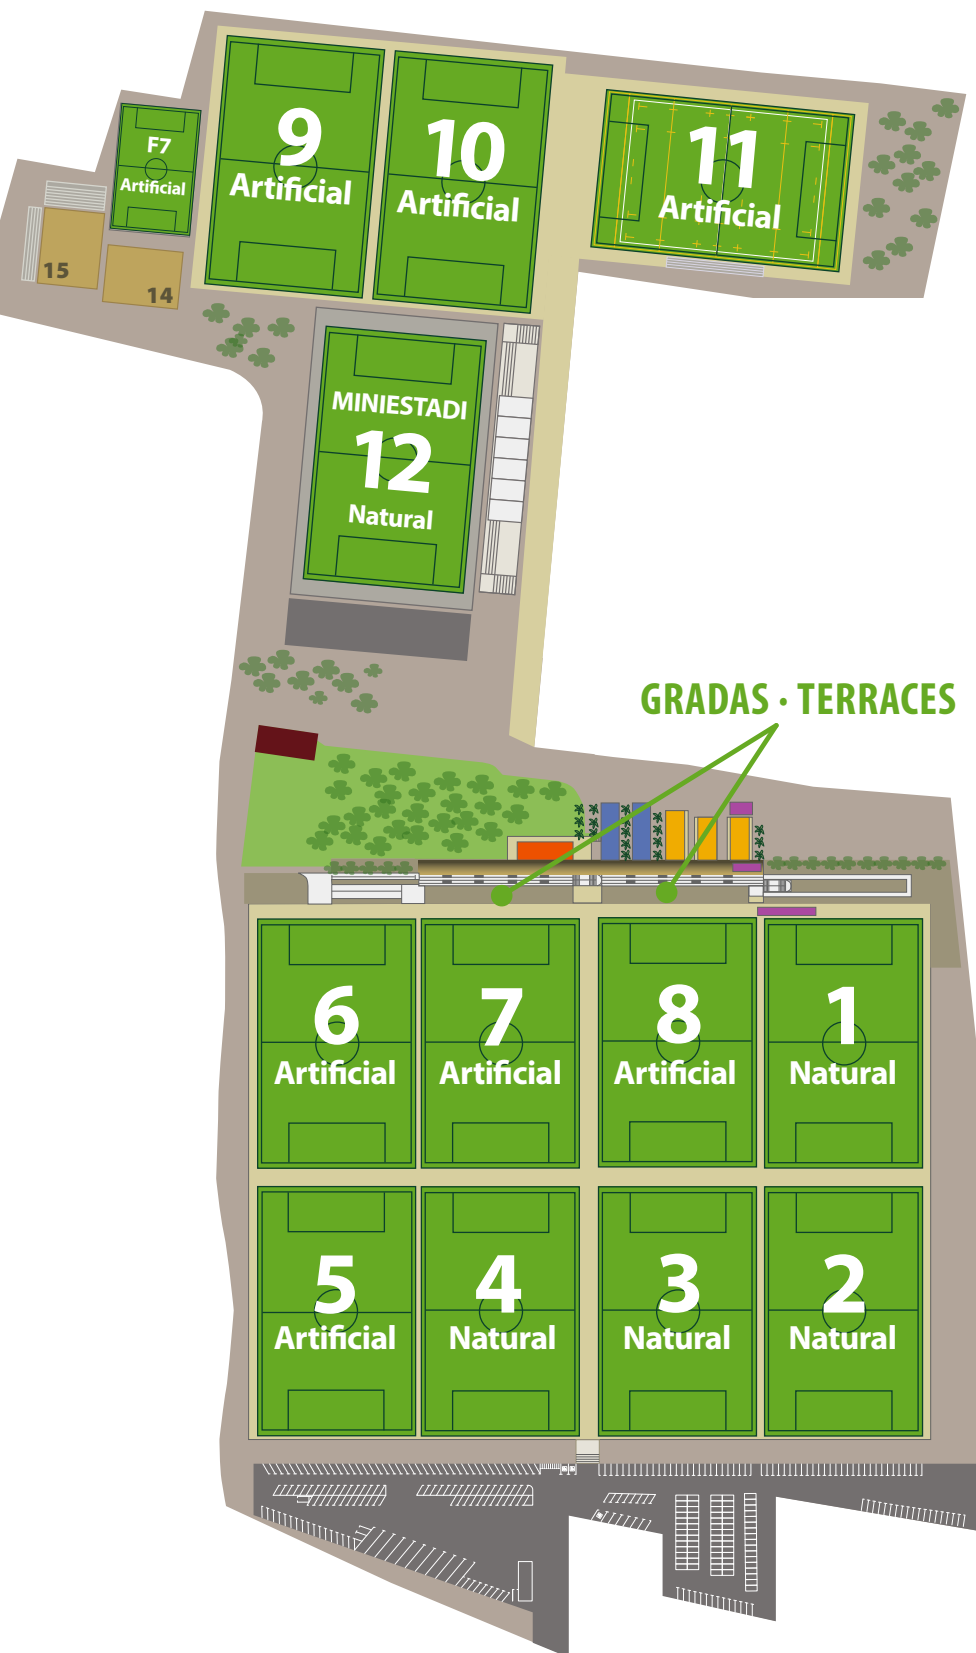 9
Artificial
10
Artificial
11
Artificial
F7
Artificial
15
14
MINIESTADI
12
Natural
GRADAS · TERRACES
6
Artificial
7
Artificial
8
Artificial
1
Natural
5
Artificial
4
Natural
3
Natural
2
Natural